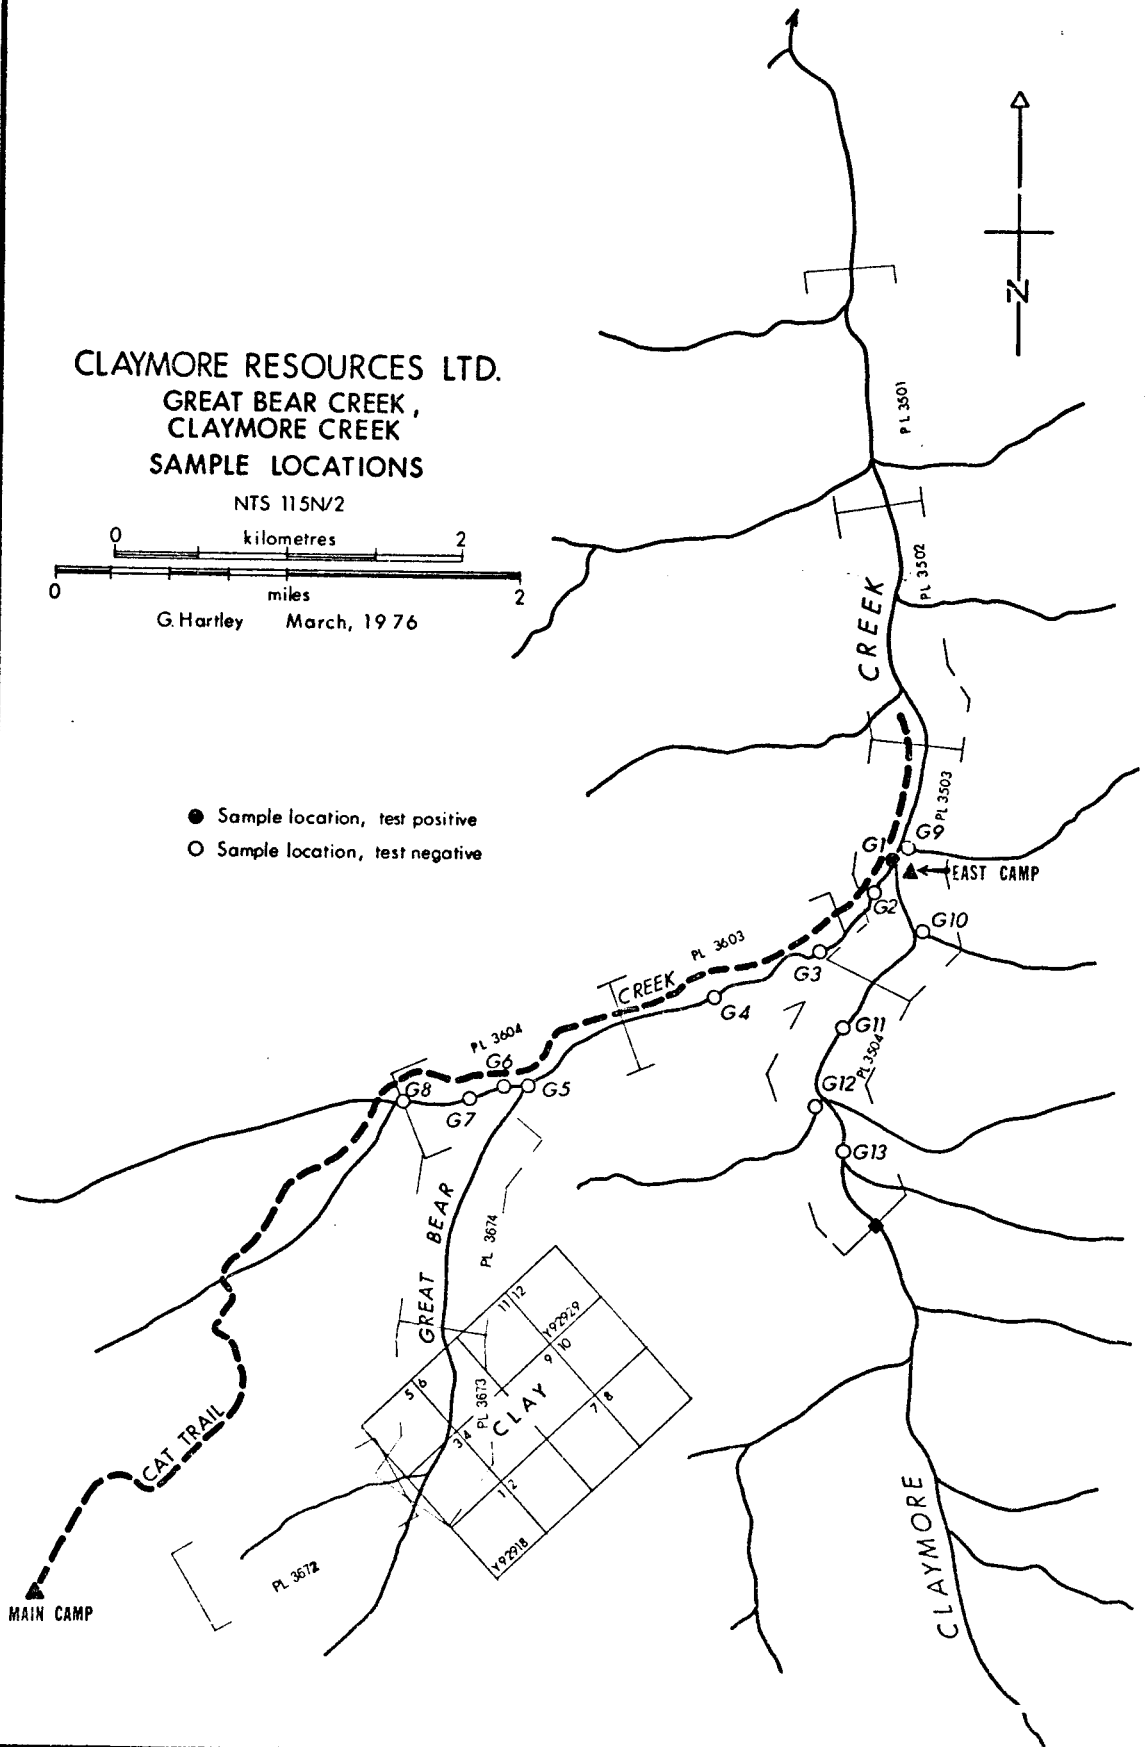 N
CLAYMORE RESOURCES LTD.
GREAT BEAR CREEK,
CLAYMORE CREEK
SAMPLE LOCATIONS
NTS 115N/2
0 kilometres 2
0 miles 2
G. Hartley March, 1976
● Sample location, test positive
○ Sample location, test negative
PL 3501
PL 3502
CREEK
PL 3503
G1
G9
EAST CAMP
G2
G10
PL 3603
G3
CREEK
G4
G11
PL 3504
PL 3604
G6
G8
G7
G5
G12
G13
GREAT BEAR
PL 3674
11 12
Y92929
9 10
5 6
PL 3673
CLAY
7 8
3 4
1 2
Y92918
CAT TRAIL
PL 3672
MAIN CAMP
CLAYMORE